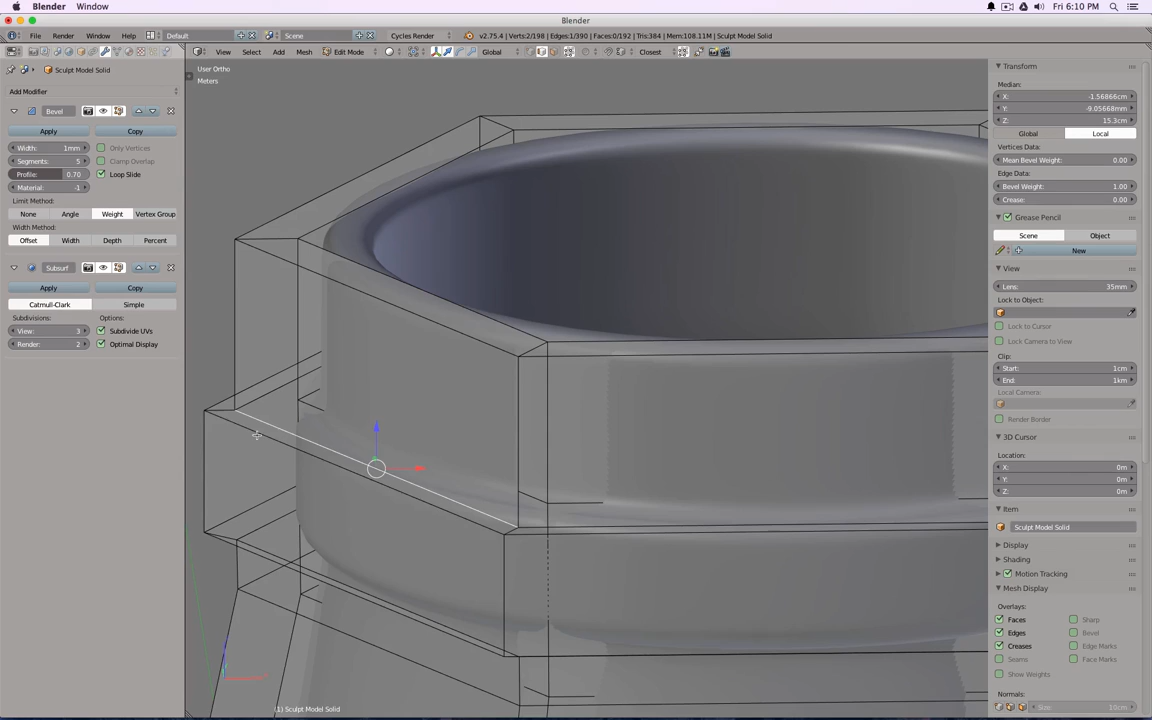 Blender Window Fri 6:10 PM
Blender
File Render Window Help Default Scene Cycles Render v2.75.4 | Verts:2/198 | Edges:1/390 | Faces:0/192 | Tris:384 | Mem:108.11M | Sculpt Model Solid
View Select Add Mesh Edit Mode Global Closest
Sculpt Model Solid
Add Modifier
Bevel
Apply Copy
Width: 1mm Only Vertices
Segments: 5 Clamp Overlap
Profile: 0.70 Loop Slide
Material: -1
Limit Method:
None Angle Weight Vertex Group
Width Method:
Offset Width Depth Percent
Subsurf
Apply Copy
Catmull-Clark Simple
Subdivisions: Options:
View: 3 Subdivide UVs
Render: 2 Optimal Display
User Ortho
Meters
(1) Sculpt Model Solid
Transform
Median:
X: -1.56866cm
Y: -9.05668mm
Z: 15.3cm
Global Local
Vertices Data:
Mean Bevel Weight: 0.00
Edge Data:
Bevel Weight: 1.00
Crease: 0.00
Grease Pencil
Scene Object
New
View
Lens: 35mm
Lock to Object:
Lock to Cursor
Lock Camera to View
Clip:
Start: 1cm
End: 1km
Local Camera:
Render Border
3D Cursor
Location:
X: 0m
Y: 0m
Z: 0m
Item
Sculpt Model Solid
Display
Shading
Motion Tracking
Mesh Display
Overlays:
Faces Sharp
Edges Bevel
Creases Edge Marks
Seams Face Marks
Show Weights
Normals:
Size: 10cm